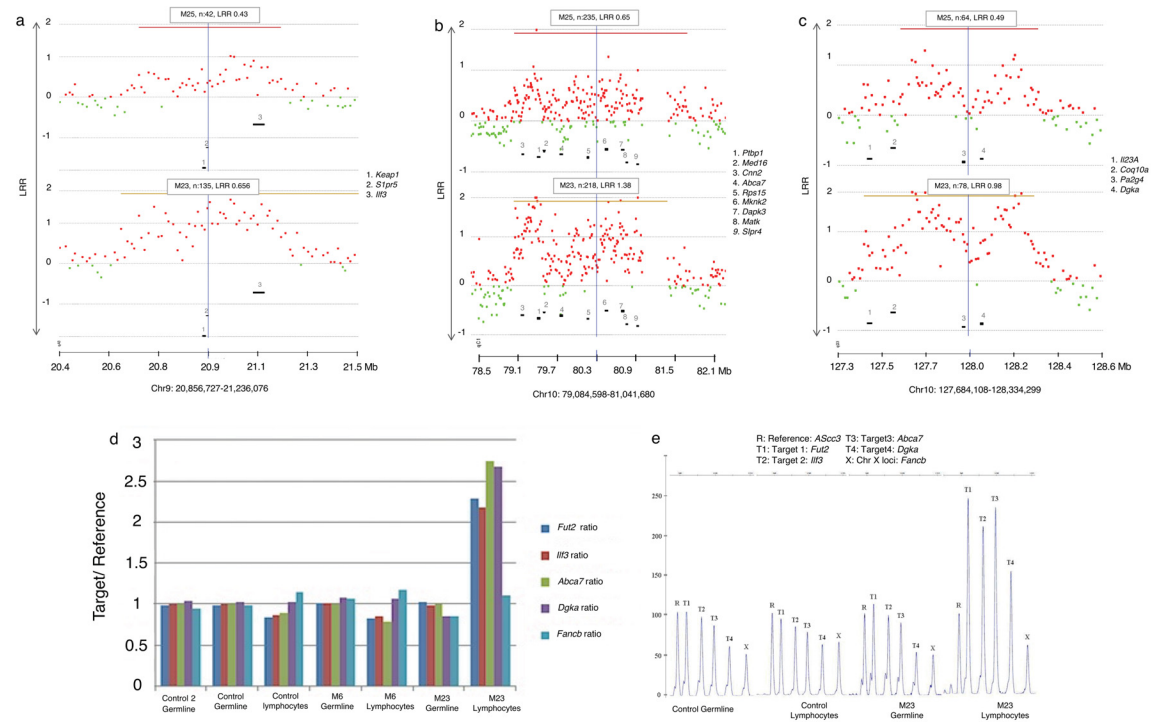 a
M25, n:42, LRR 0.43
2
1
0
-1
3
2
1
M23, n:135, LRR 0.656
2
1
0
-1
3
2
1
LRR
1. Keap1
2. S1pr5
3. Ilf3
20.4 20.6 20.9 21.1 21.5 Mb
Chr9: 20,856,727-21,236,076
b
M25, n:235, LRR 0.65
2
1
0
-1
3 1 2 4 5 6 7 8 9
M23, n:218, LRR 1.38
2
1
0
-1
3 1 2 4 5 6 7 8 9
LRR
1. Ptbp1
2. Med16
3. Cnn2
4. Abca7
5. Rps15
6. Mknk2
7. Dapk3
8. Matk
9. Slpr4
78.5 79.1 79.7 80.3 80.9 81.5 82.1 Mb
Chr10: 79,084,598-81,041,680
c
M25, n:64, LRR 0.49
2
1
0
-1
1 2 3 4
M23, n:78, LRR 0.98
2
1
0
-1
1 2 3 4
LRR
1. Il23A
2. Coq10a
3. Pa2g4
4. Dgka
127.3 127.5 127.7 128.0 128.2 128.4 128.6 Mb
Chr10: 127,684,108-128,334,299
d
Target/ Reference
3
2.5
2
1.5
1
0.5
0
Control 2 Germline
Control Germline
Control lymphocytes
M6 Germline
M6 Lymphocytes
M23 Germline
M23 Lymphocytes
Fut2 ratio
Ilf3 ratio
Abca7 ratio
Dgka ratio
Fancb ratio
e
R: Reference: AScc3 T3: Target3: Abca7
T1: Target 1: Fut2 T4: Target4: Dgka
T2: Target 2: Ilf3 X: Chr X loci: Fancb
250
200
150
100
50
0
R T1 T2 T3 T4 X
R T1 T2 T3 T4 X
R T1 T2 T3 T4 X
R T1 T2 T3 T4 X
Control Germline
Control Lymphocytes
M23 Germline
M23 Lymphocytes